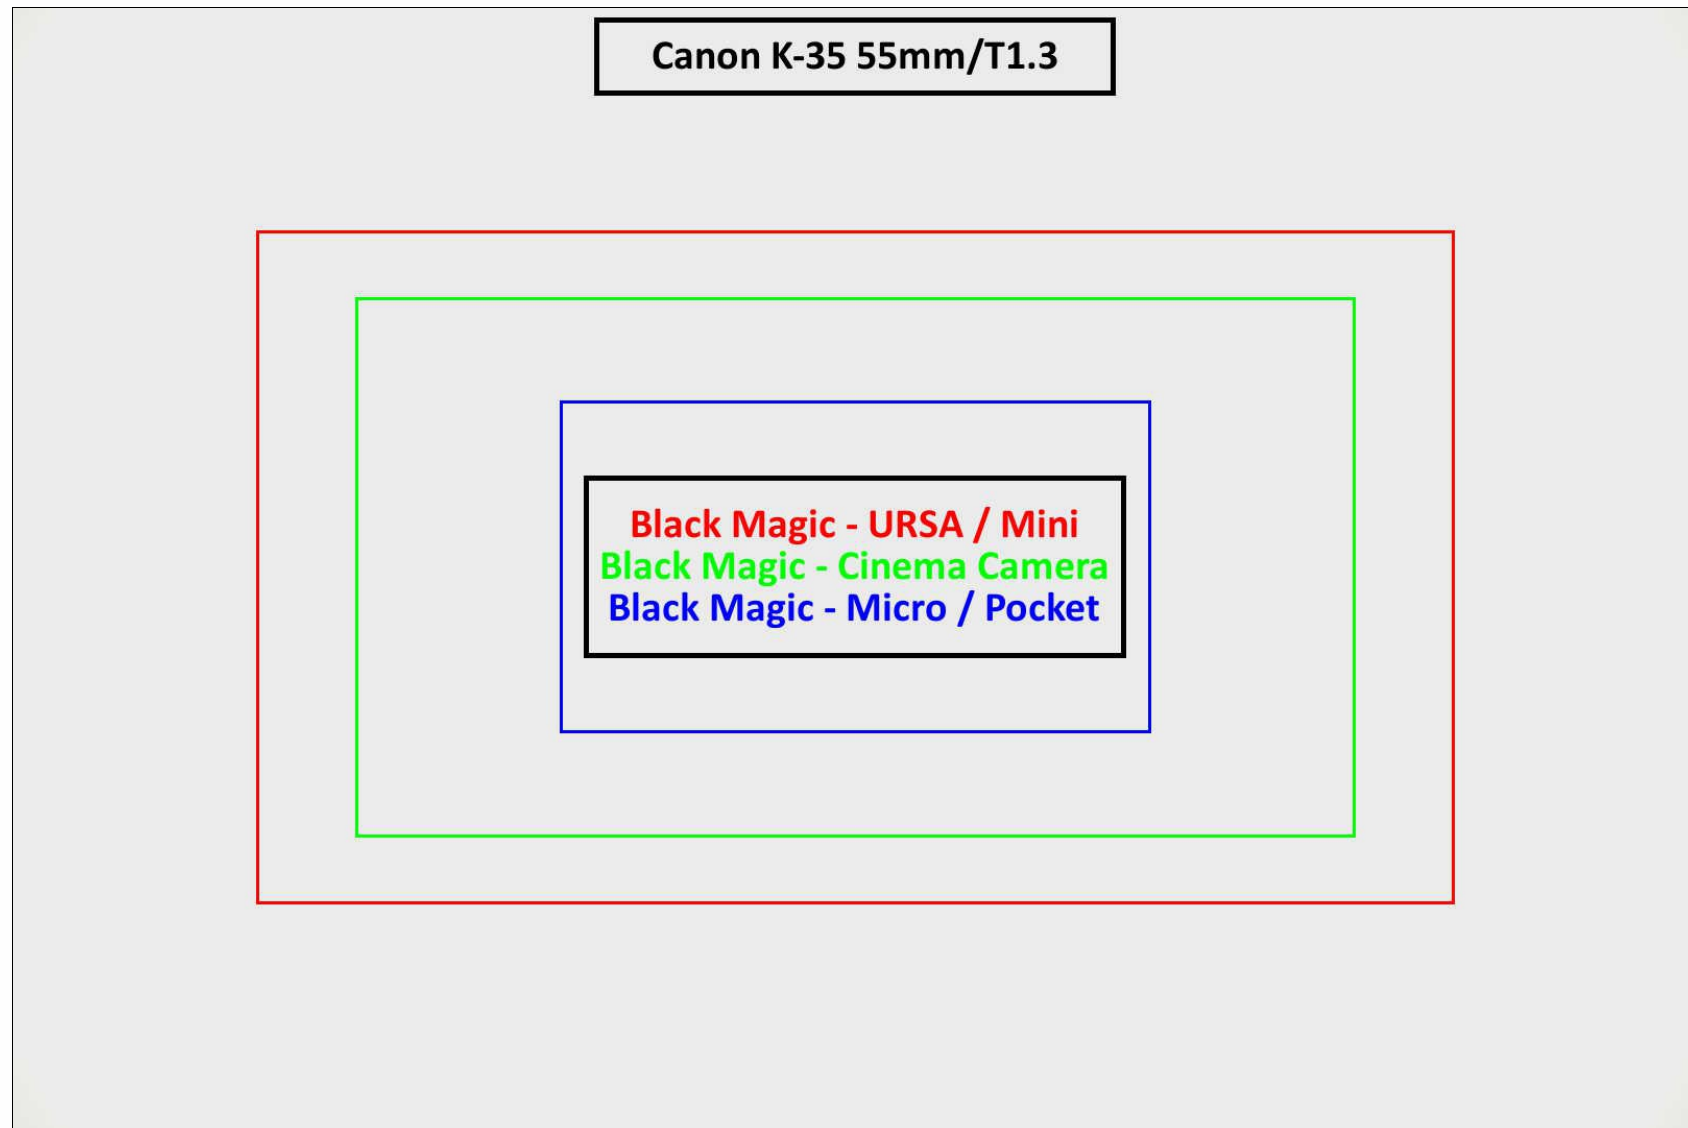 Canon K-35 55mm/T1.3
Black Magic - URSA / Mini
Black Magic - Cinema Camera
Black Magic - Micro / Pocket